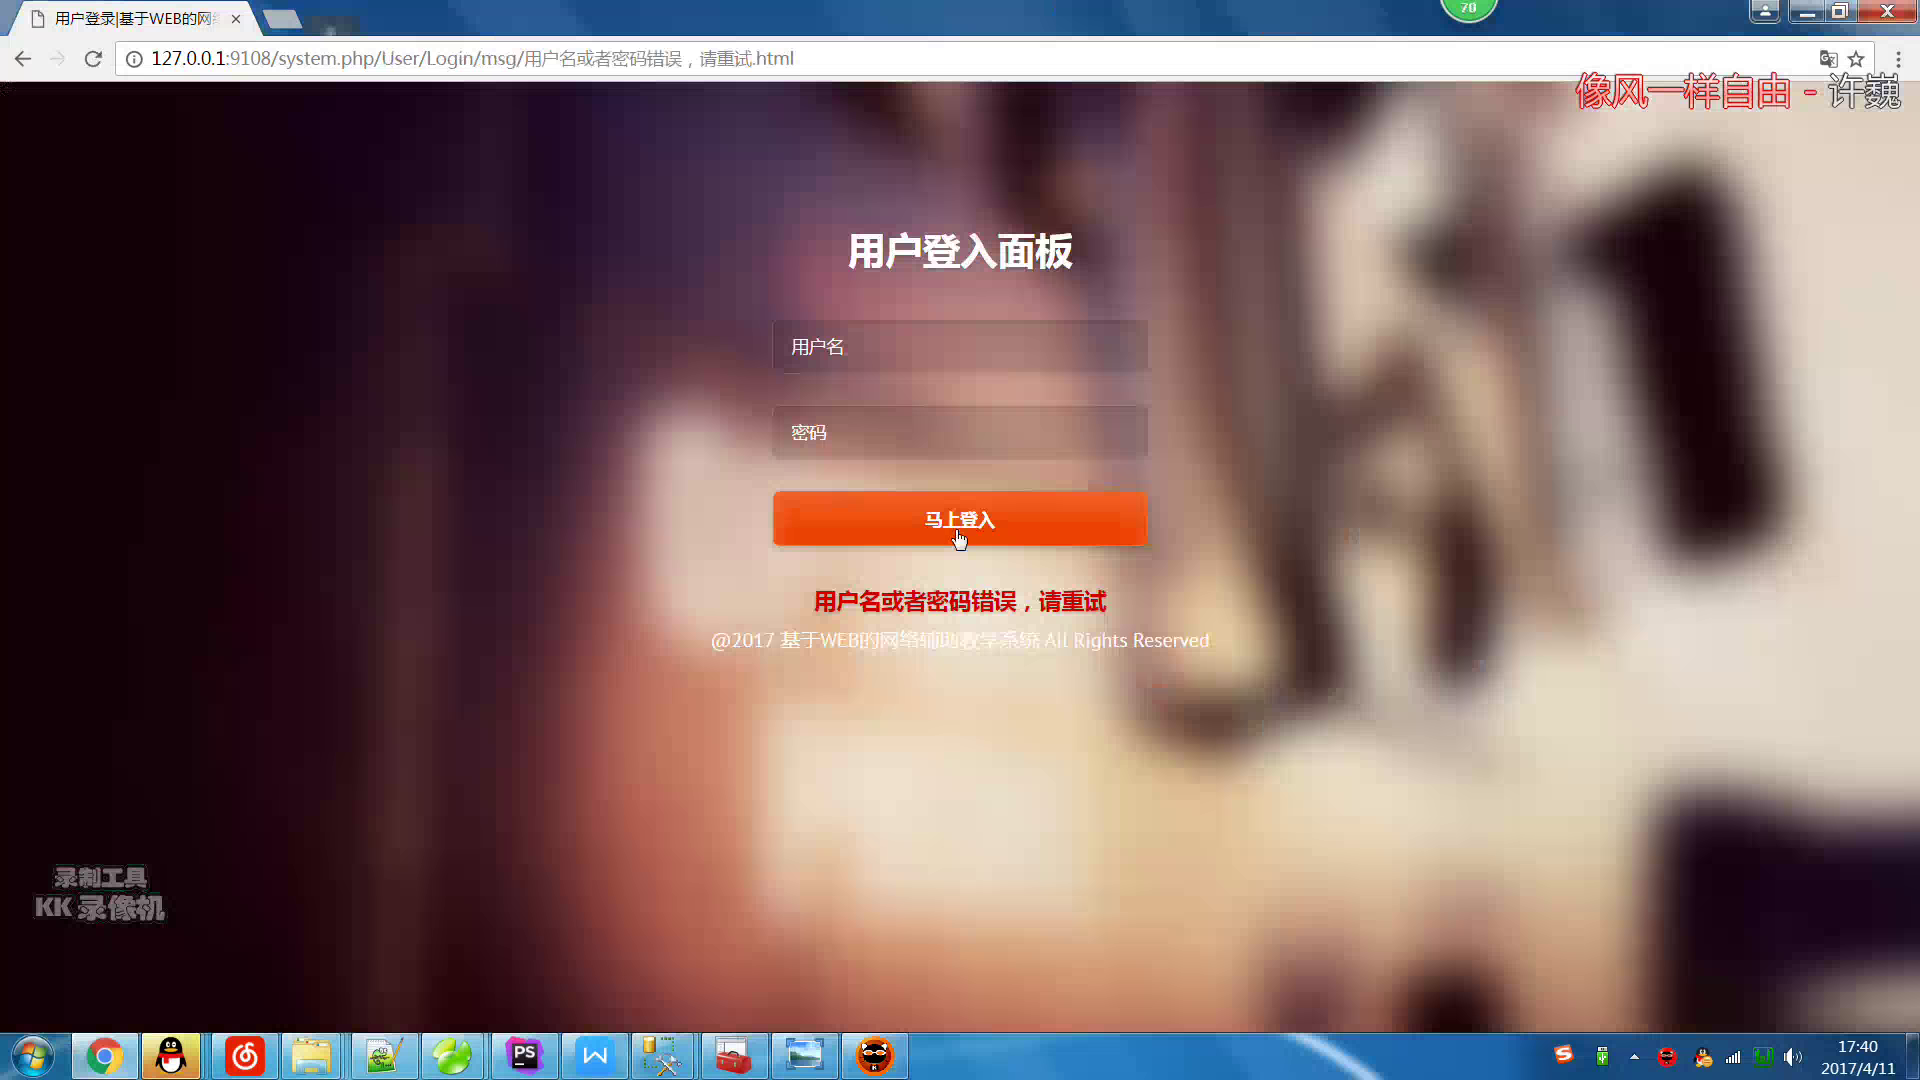 用户登录|基于WEB的网
70
127.0.0.1:9108/system.php/User/Login/msg/用户名或者密码错误，请重试.html
像风一样自由 - 许巍
用户登入面板
用户名
密码
马上登入
用户名或者密码错误，请重试
@2017 基于WEB的网络辅助教学系统 All Rights Reserved
录制工具
KK 录像机
PS
17:40
2017/4/11